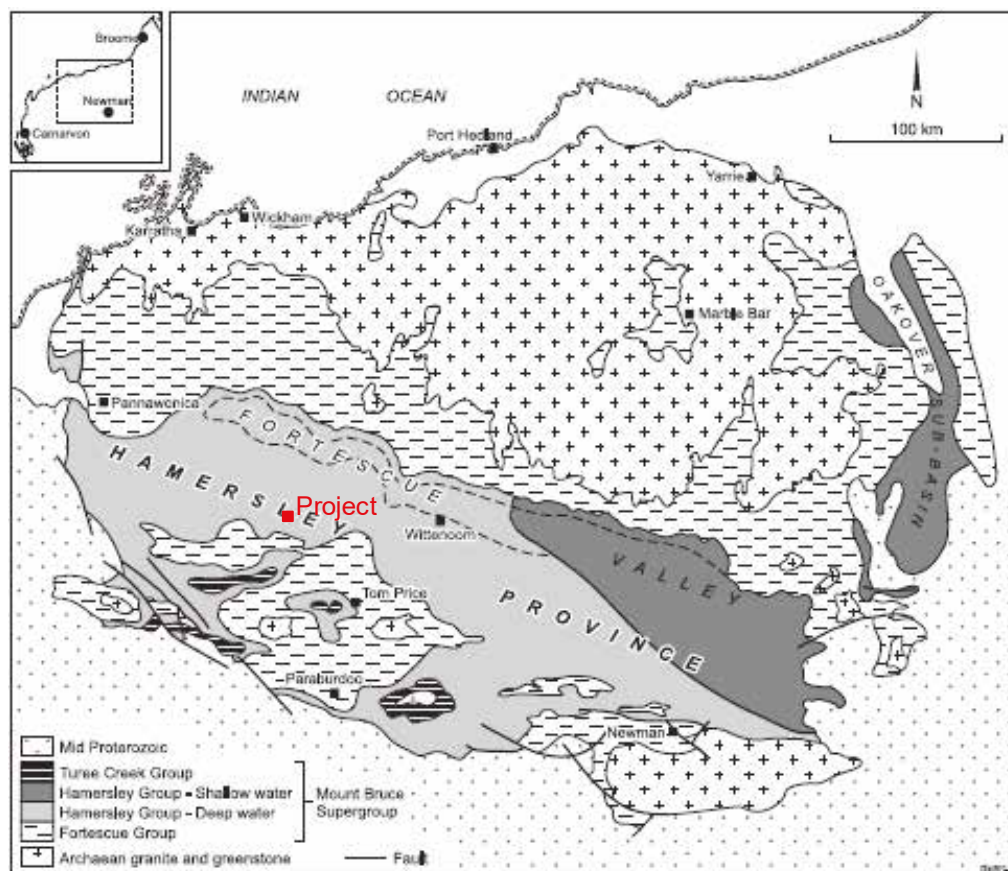 Broome
Newman
Carnarvon
INDIAN OCEAN
N
100 km
Port Hedland
Yarrie
Wickham
Karratha
Marble Bar
OAKOVER
SUB-BASIN
Pannawonica
FORTESCUE
HAMERSLEY
Project
Wittenoom
VALLEY
Tom Price
PROVINCE
Paraburdoo
Newman
Mid Proterozoic
Turee Creek Group
Hamersley Group - Shallow water
Hamersley Group - Deep water
Fortescue Group
Mount Bruce
Supergroup
Archaean granite and greenstone
Fault